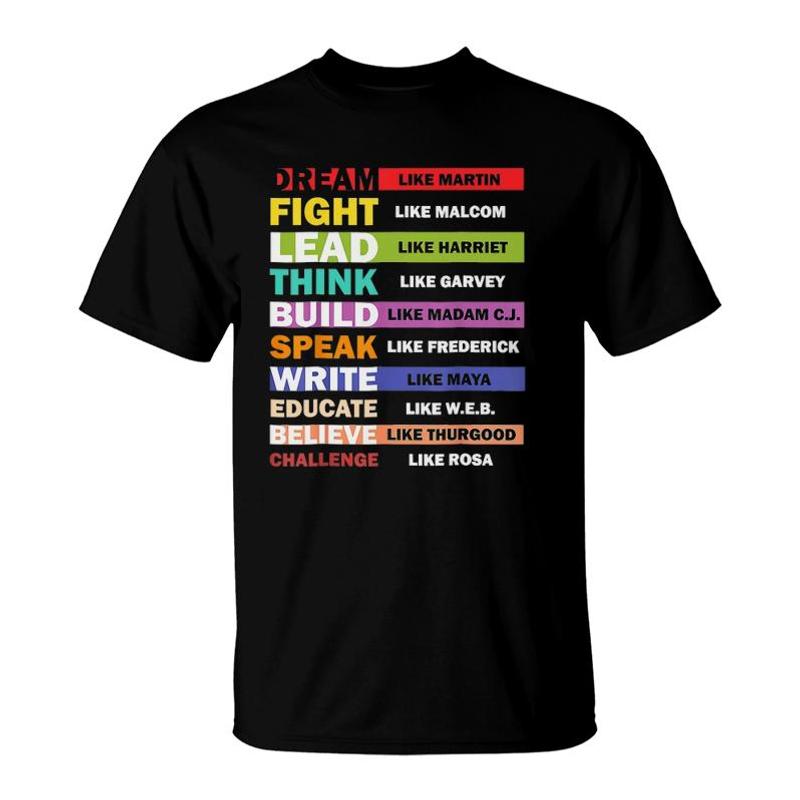 DREAM LIKE MARTIN
FIGHT LIKE MALCOM
LEAD LIKE HARRIET
THINK LIKE GARVEY
BUILD LIKE MADAM C.J.
SPEAK LIKE FREDERICK
WRITE LIKE MAYA
EDUCATE LIKE W.E.B.
BELIEVE LIKE THURGOOD
CHALLENGE LIKE ROSA